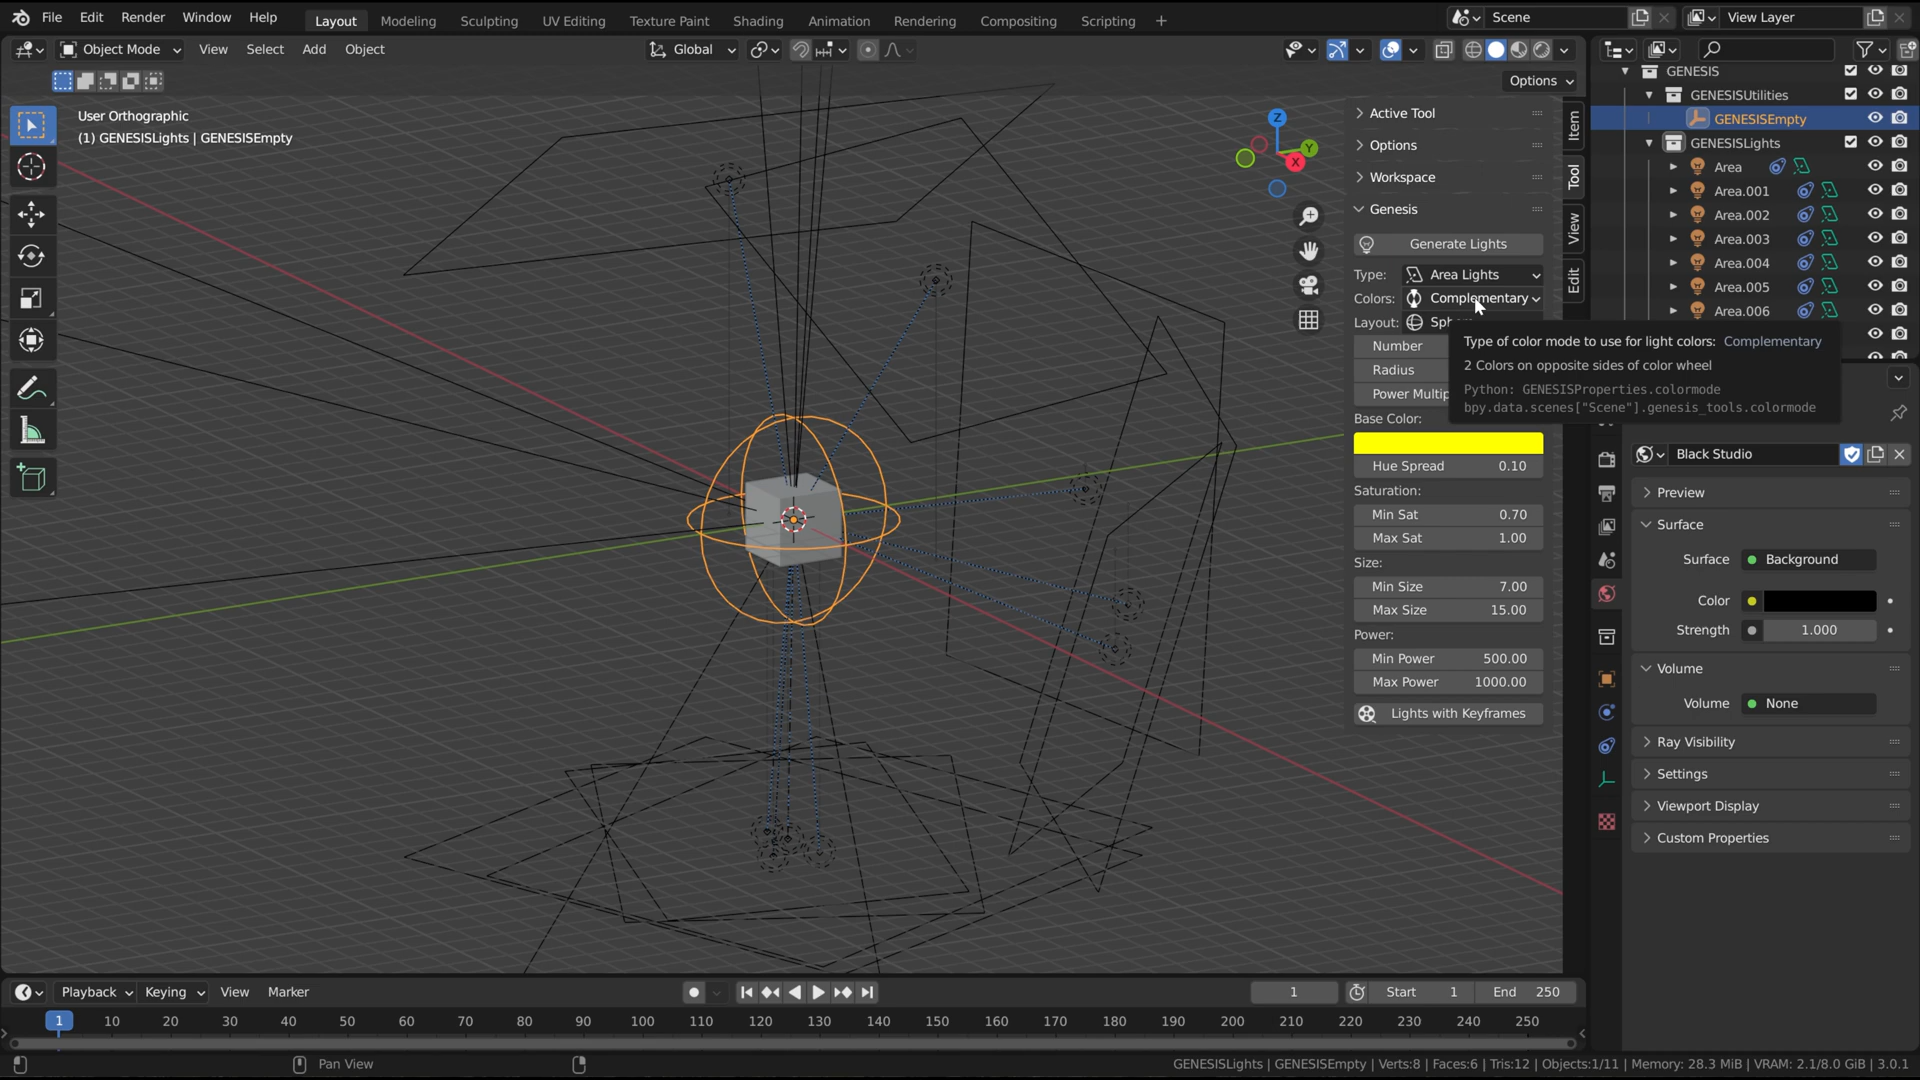 File Edit Render Window Help
Layout Modeling Sculpting UV Editing Texture Paint Shading Animation Rendering Compositing Scripting +
Scene
View Layer
Object Mode View Select Add Object
Global
Options
User Orthographic
(1) GENESISLights | GENESISEmpty
Z
Y
X
Active Tool
Options
Workspace
Genesis
Generate Lights
Type: Area Lights
Colors: Complementary
Layout:
Number
Radius
Base Color:
Hue Spread 0.10
Saturation:
Min Sat 0.70
Max Sat 1.00
Size:
Min Size 7.00
Max Size 15.00
Power:
Min Power 500.00
Max Power 1000.00
Lights with Keyframes
Item
Tool
View
Edit
Type of color mode to use for light colors: Complementary
2 Colors on opposite sides of color wheel
Python: GENESISProperties.colormode
bpy.data.scenes["Scene"].genesis_tools.colormode
GENESIS
GENESISUtilities
GENESISEmpty
GENESISLights
Area
Area.001
Area.002
Area.003
Area.004
Area.005
Area.006
Black Studio
Preview
Surface
Surface Background
Color
Strength 1.000
Volume
Volume None
Ray Visibility
Settings
Viewport Display
Custom Properties
Playback Keying View Marker
1 Start 1 End 250
1 10 20 30 40 50 60 70 80 90 100 110 120 130 140 150 160 170 180 190 200 210 220 230 240 250
Pan View
GENESISLights | GENESISEmpty | Verts:8 | Faces:6 | Tris:12 | Objects:1/11 | Memory: 28.3 MiB | VRAM: 2.1/8.0 GiB | 3.0.1